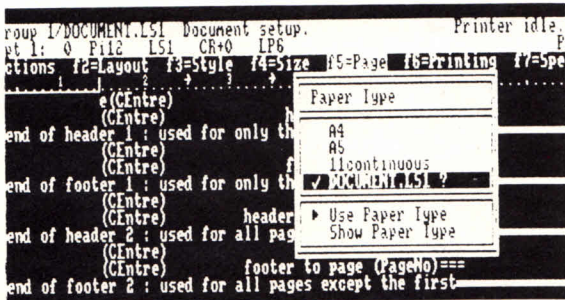 roup 1/DOCUMENT.LS1 Document setup. Printer idle.
pt 1: 0 Pi12 LS1 CR+0 LP6 P
ctions f2=Layout f3=Style f4=Size f5=Page f6=Printing f7=Spe
1 2 3
e(CEntre)
(CEntre) h
end of header 1 : used for only th
(CEntre)
(CEntre) f
end of footer 1 : used for only th
(CEntre)
(CEntre) header
end of header 2 : used for all pag
(CEntre)
(CEntre) footer to page (PageNo)===
end of footer 2 : used for all pages except the first
Paper Type
A4
A5
11continuous
✓ DOCUMENT.LS1 ?
▶ Use Paper Type
Show Paper Type